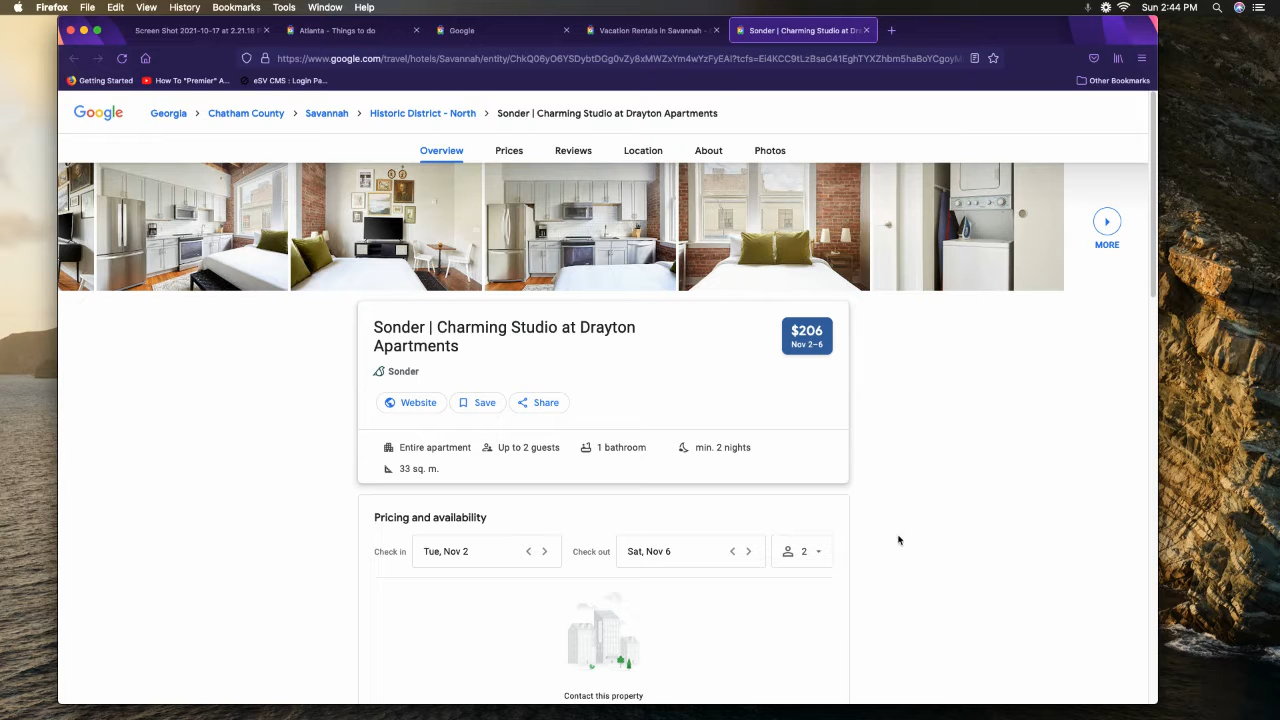 Firefox File Edit View History Bookmarks Tools Window Help Sun 2:44 PM
Screen Shot 2021-10-17 at 2.21.18 P Atlanta - Things to do Google Vacation Rentals in Savannah - Sonder | Charming Studio at Dra
https://www.google.com/travel/hotels/Savannah/entity/
Getting Started How To "Premier" A... eSV CMS : Login Pa... Other Bookmarks
Google Georgia > Chatham County > Savannah > Historic District - North > Sonder | Charming Studio at Drayton Apartments
Overview Prices Reviews Location About Photos
MORE
Sonder | Charming Studio at Drayton
Apartments
$206
Nov 2–6
Sonder
Website Save Share
Entire apartment Up to 2 guests 1 bathroom min. 2 nights
33 sq. m.
Pricing and availability
Check in Tue, Nov 2 Check out Sat, Nov 6 2
Contact this property